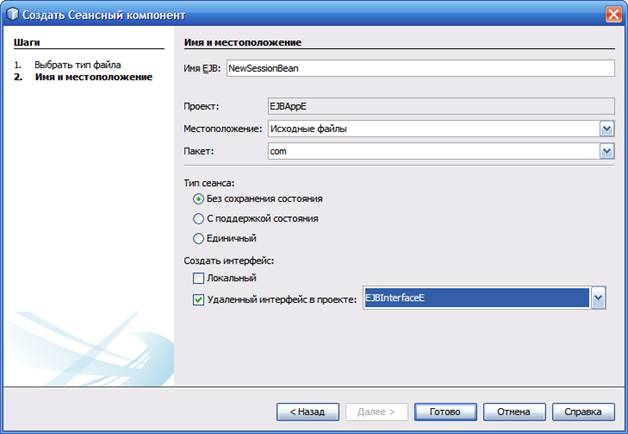 Создать Сеансный компонент
Шаги
1. Выбрать тип файла
2. Имя и местоположение
Имя и местоположение
Имя EJB: NewSessionBean
Проект: EJBAppE
Местоположение: Исходные файлы
Пакет: com
Тип сеанса:
Без сохранения состояния
С поддержкой состояния
Единичный
Создать интерфейс:
Локальный
Удаленный интерфейс в проекте: EJBInterfaceE
< Назад Далее > Готово Отмена Справка